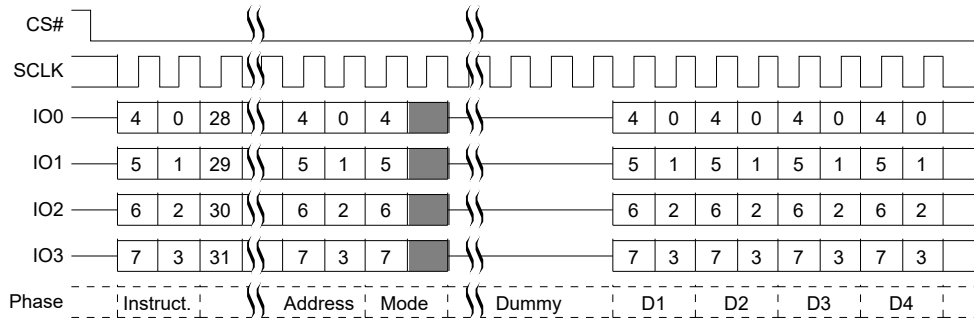 CS#
SCLK
IO0 4 0 28 4 0 4 4 0 4 0 4 0 4 0
IO1 5 1 29 5 1 5 5 1 5 1 5 1 5 1
IO2 6 2 30 6 2 6 6 2 6 2 6 2 6 2
IO3 7 3 31 7 3 7 7 3 7 3 7 3 7 3
Phase Instruct. Address Mode Dummy D1 D2 D3 D4